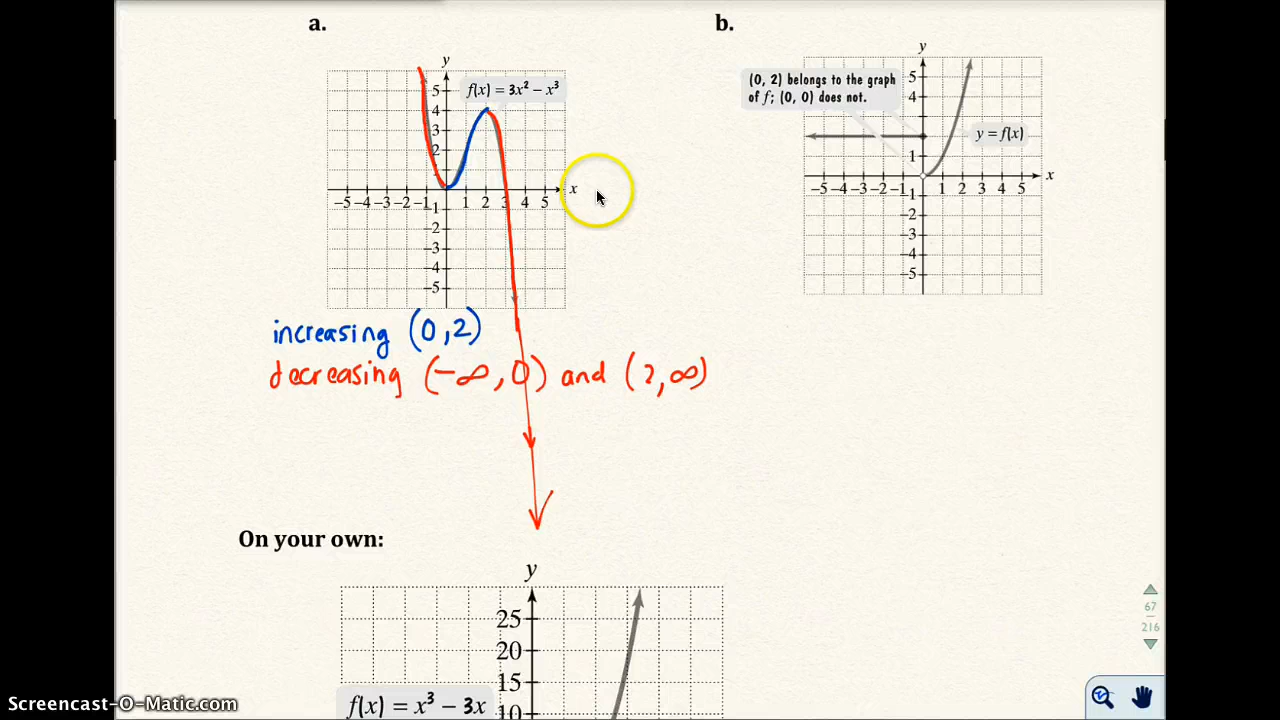 a.
y
f(x) = 3x² − x³
5
4
3
2
x
−5 −4 −3 −2 −1 1 2 3 4 5
−1
−2
−3
−4
−5
increasing (0,2)
decreasing (-∞,0) and (2,∞)
b.
y
(0, 2) belongs to the graph
of f; (0, 0) does not.
5
4
3
y = f(x)
1
x
−5 −4 −3 −2 −1 1 2 3 4 5
−1
−2
−3
−4
−5
On your own:
y
25
20
15
10
f(x) = x³ − 3x
67
216
Screencast-O-Matic.com